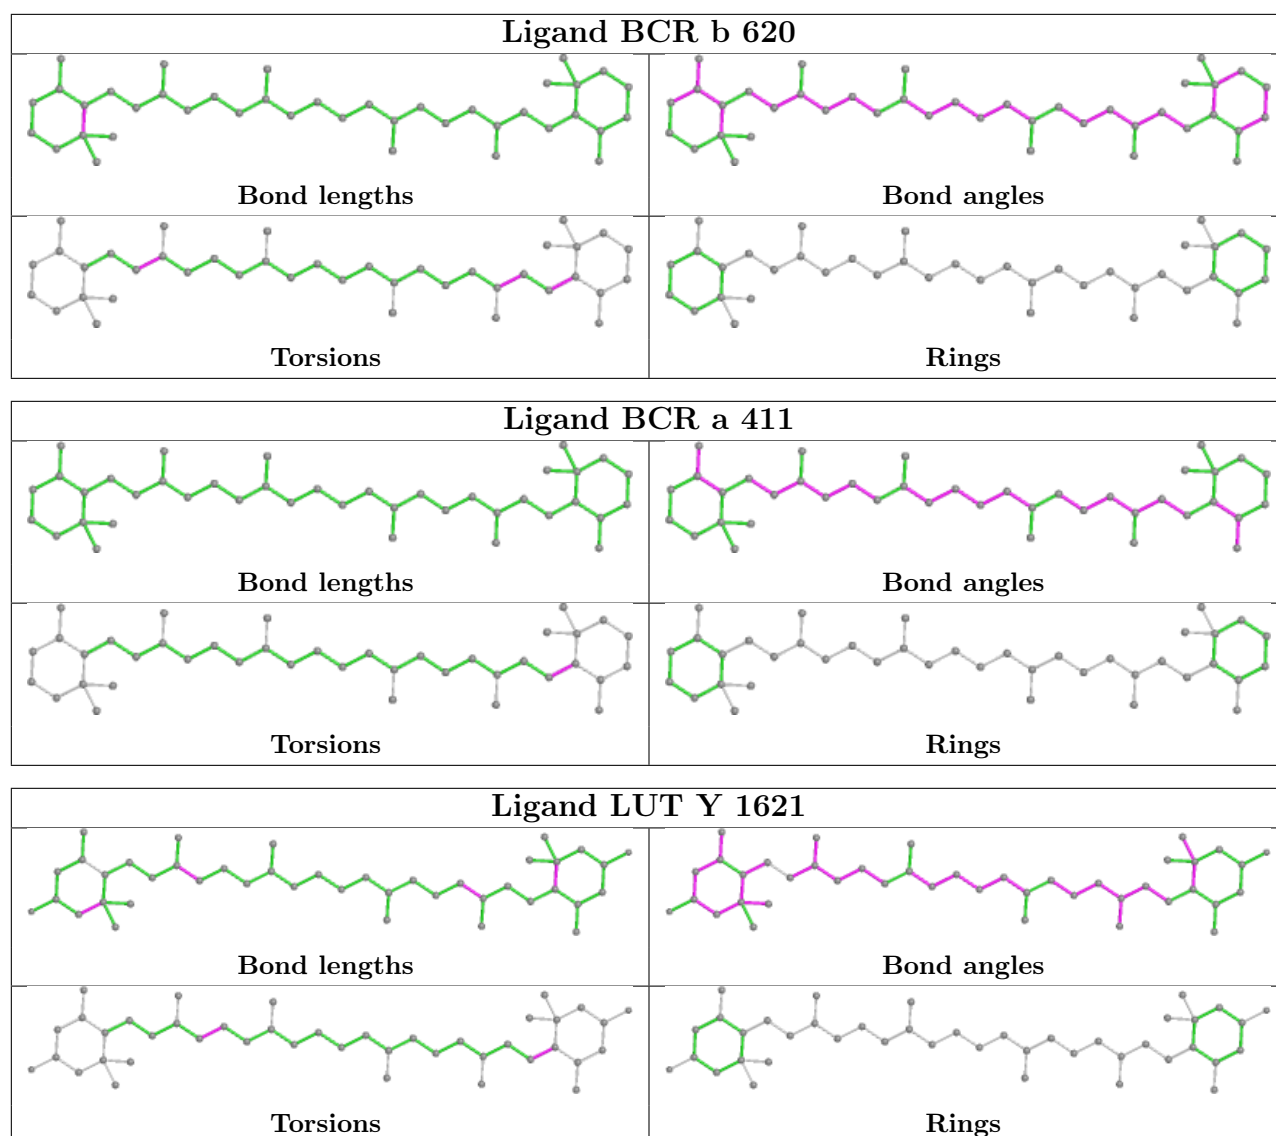 Ligand BCR b 620
Bond lengths
Bond angles
Torsions
Rings
Ligand BCR a 411
Bond lengths
Bond angles
Torsions
Rings
Ligand LUT Y 1621
Bond lengths
Bond angles
Torsions
Rings